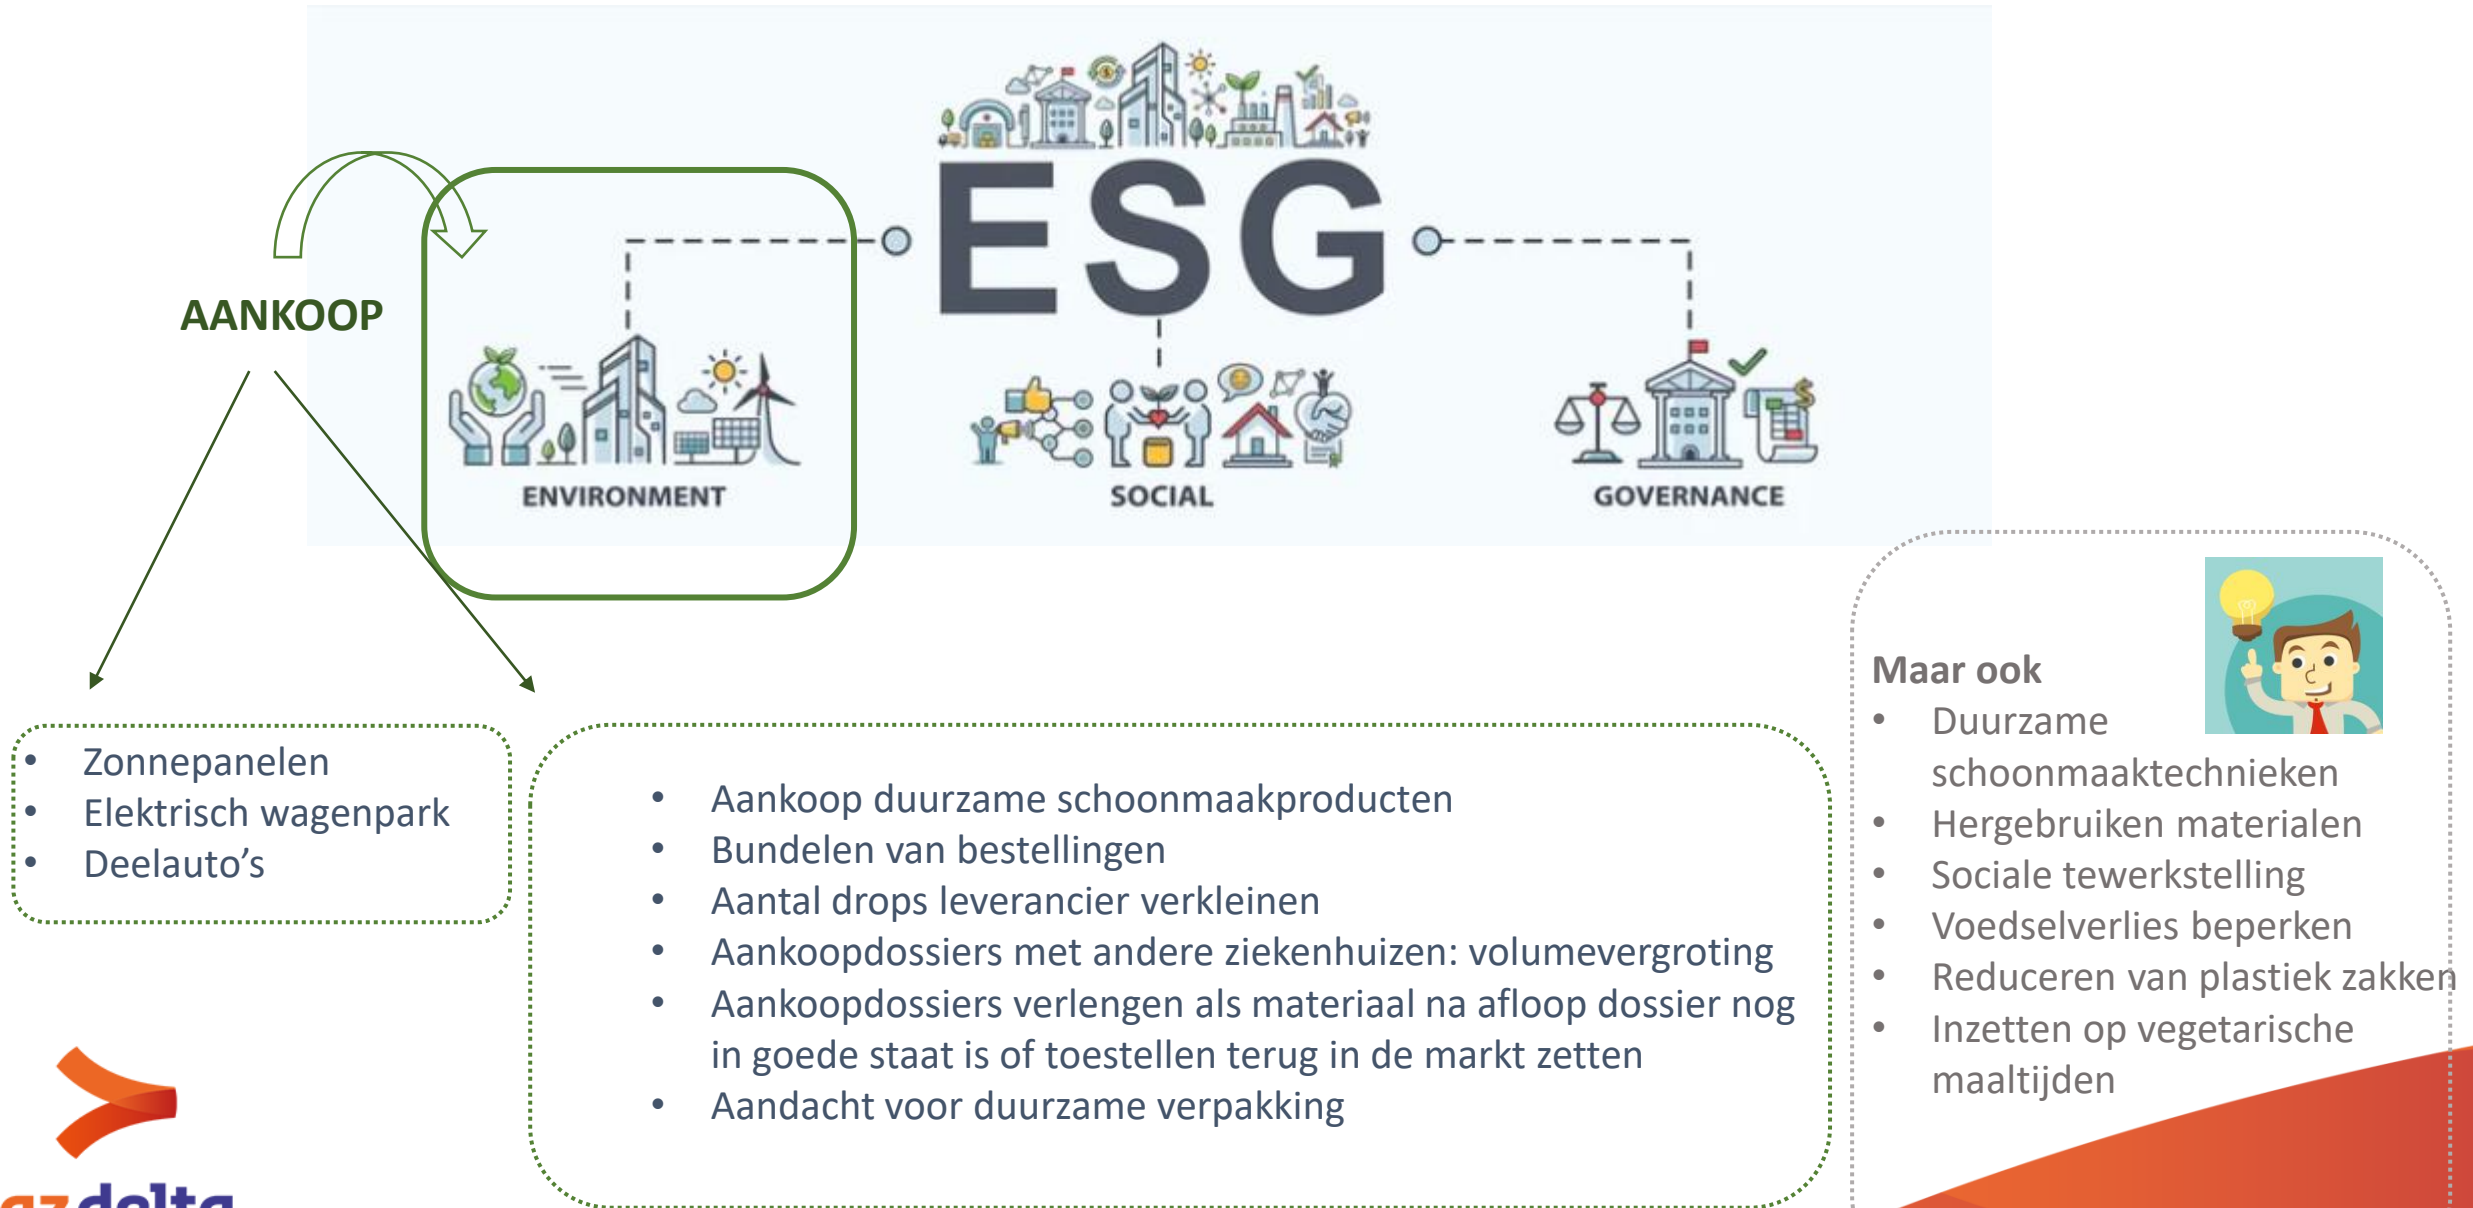 ESG
AANKOOP
ENVIRONMENT
SOCIAL
GOVERNANCE
• Zonnepanelen
• Elektrisch wagenpark
• Deelauto’s
• Aankoop duurzame schoonmaakproducten
• Bundelen van bestellingen
• Aantal drops leverancier verkleinen
• Aankoopdossiers met andere ziekenhuizen: volumevergroting
• Aankoopdossiers verlengen als materiaal na afloop dossier nog
in goede staat is of toestellen terug in de markt zetten
• Aandacht voor duurzame verpakking
Maar ook
• Duurzame
schoonmaaktechnieken
• Hergebruiken materialen
• Sociale tewerkstelling
• Voedselverlies beperken
• Reduceren van plastiek zakken
• Inzetten op vegetarische
maaltijden
az delta